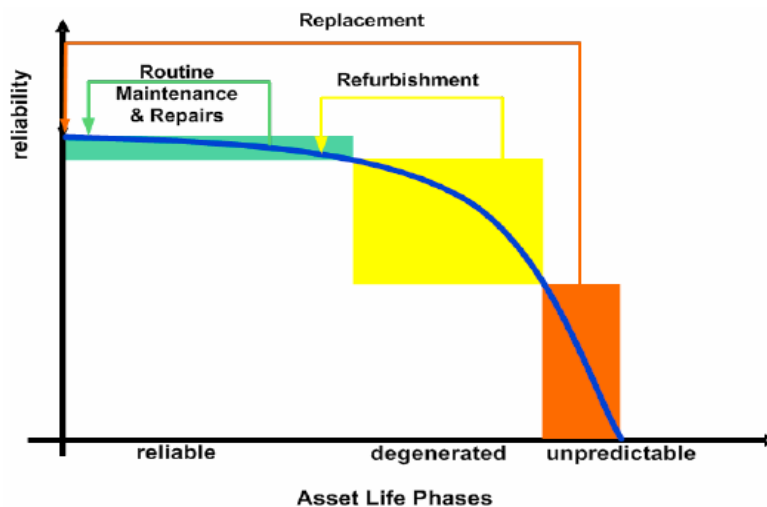 Replacement
Routine
Maintenance
& Repairs
Refurbishment
reliability
reliable
degenerated
unpredictable
Asset Life Phases